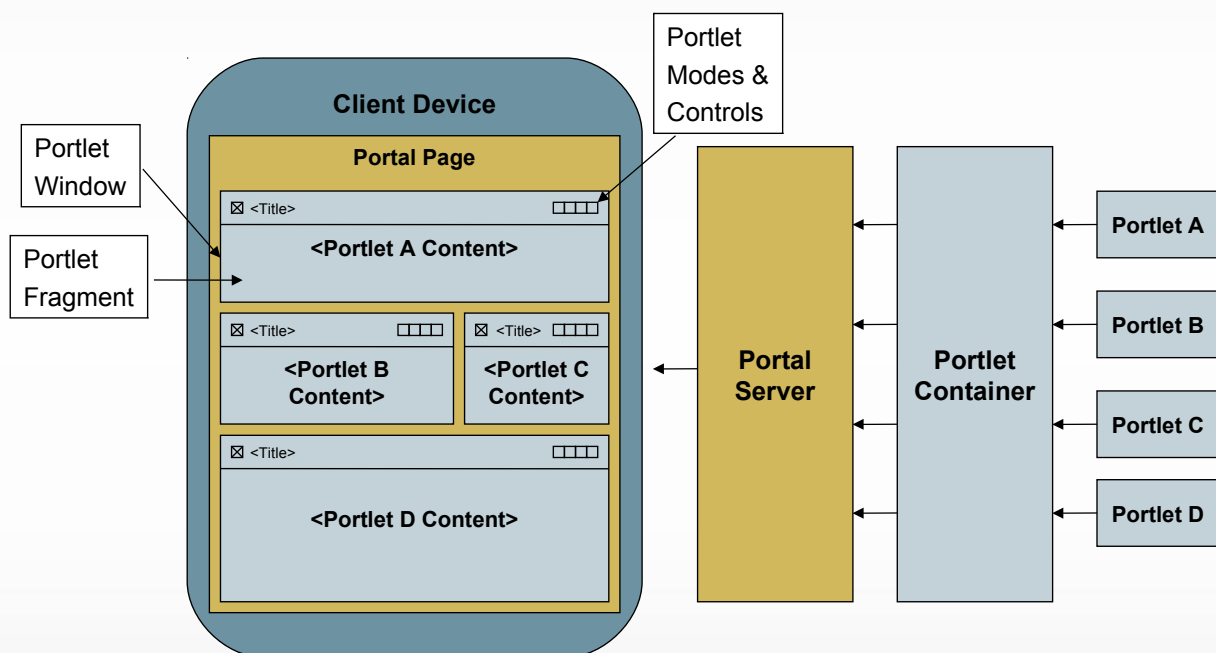 Portlet
Modes &
Controls
Client Device
Portlet
Window
Portal Page
<Title>
<Portlet A Content>
Portlet
Fragment
<Title>
<Portlet B
Content>
<Title>
<Portlet C
Content>
<Title>
<Portlet D Content>
Portal
Server
Portlet
Container
Portlet A
Portlet B
Portlet C
Portlet D